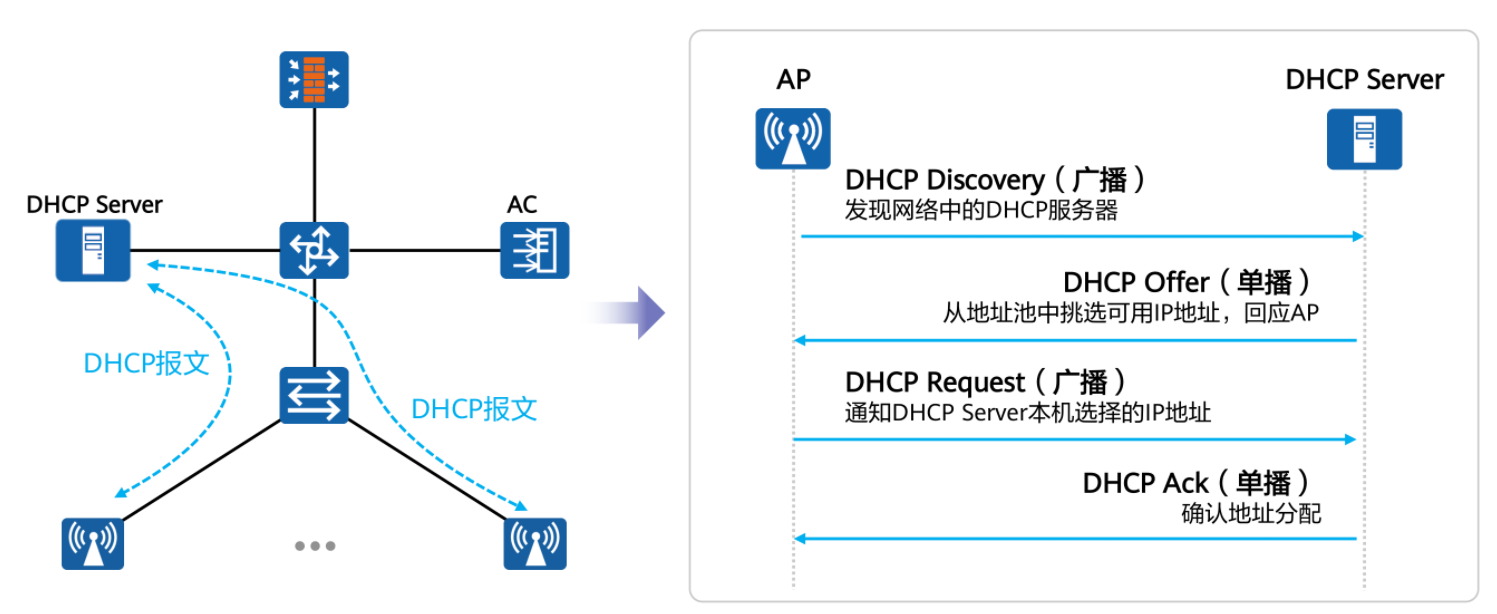 DHCP Server
AC
DHCP报文
DHCP报文
AP
DHCP Server
DHCP Discovery（广播）
发现网络中的DHCP服务器
DHCP Offer（单播）
从地址池中挑选可用IP地址，回应AP
DHCP Request（广播）
通知DHCP Server本机选择的IP地址
DHCP Ack（单播）
确认地址分配